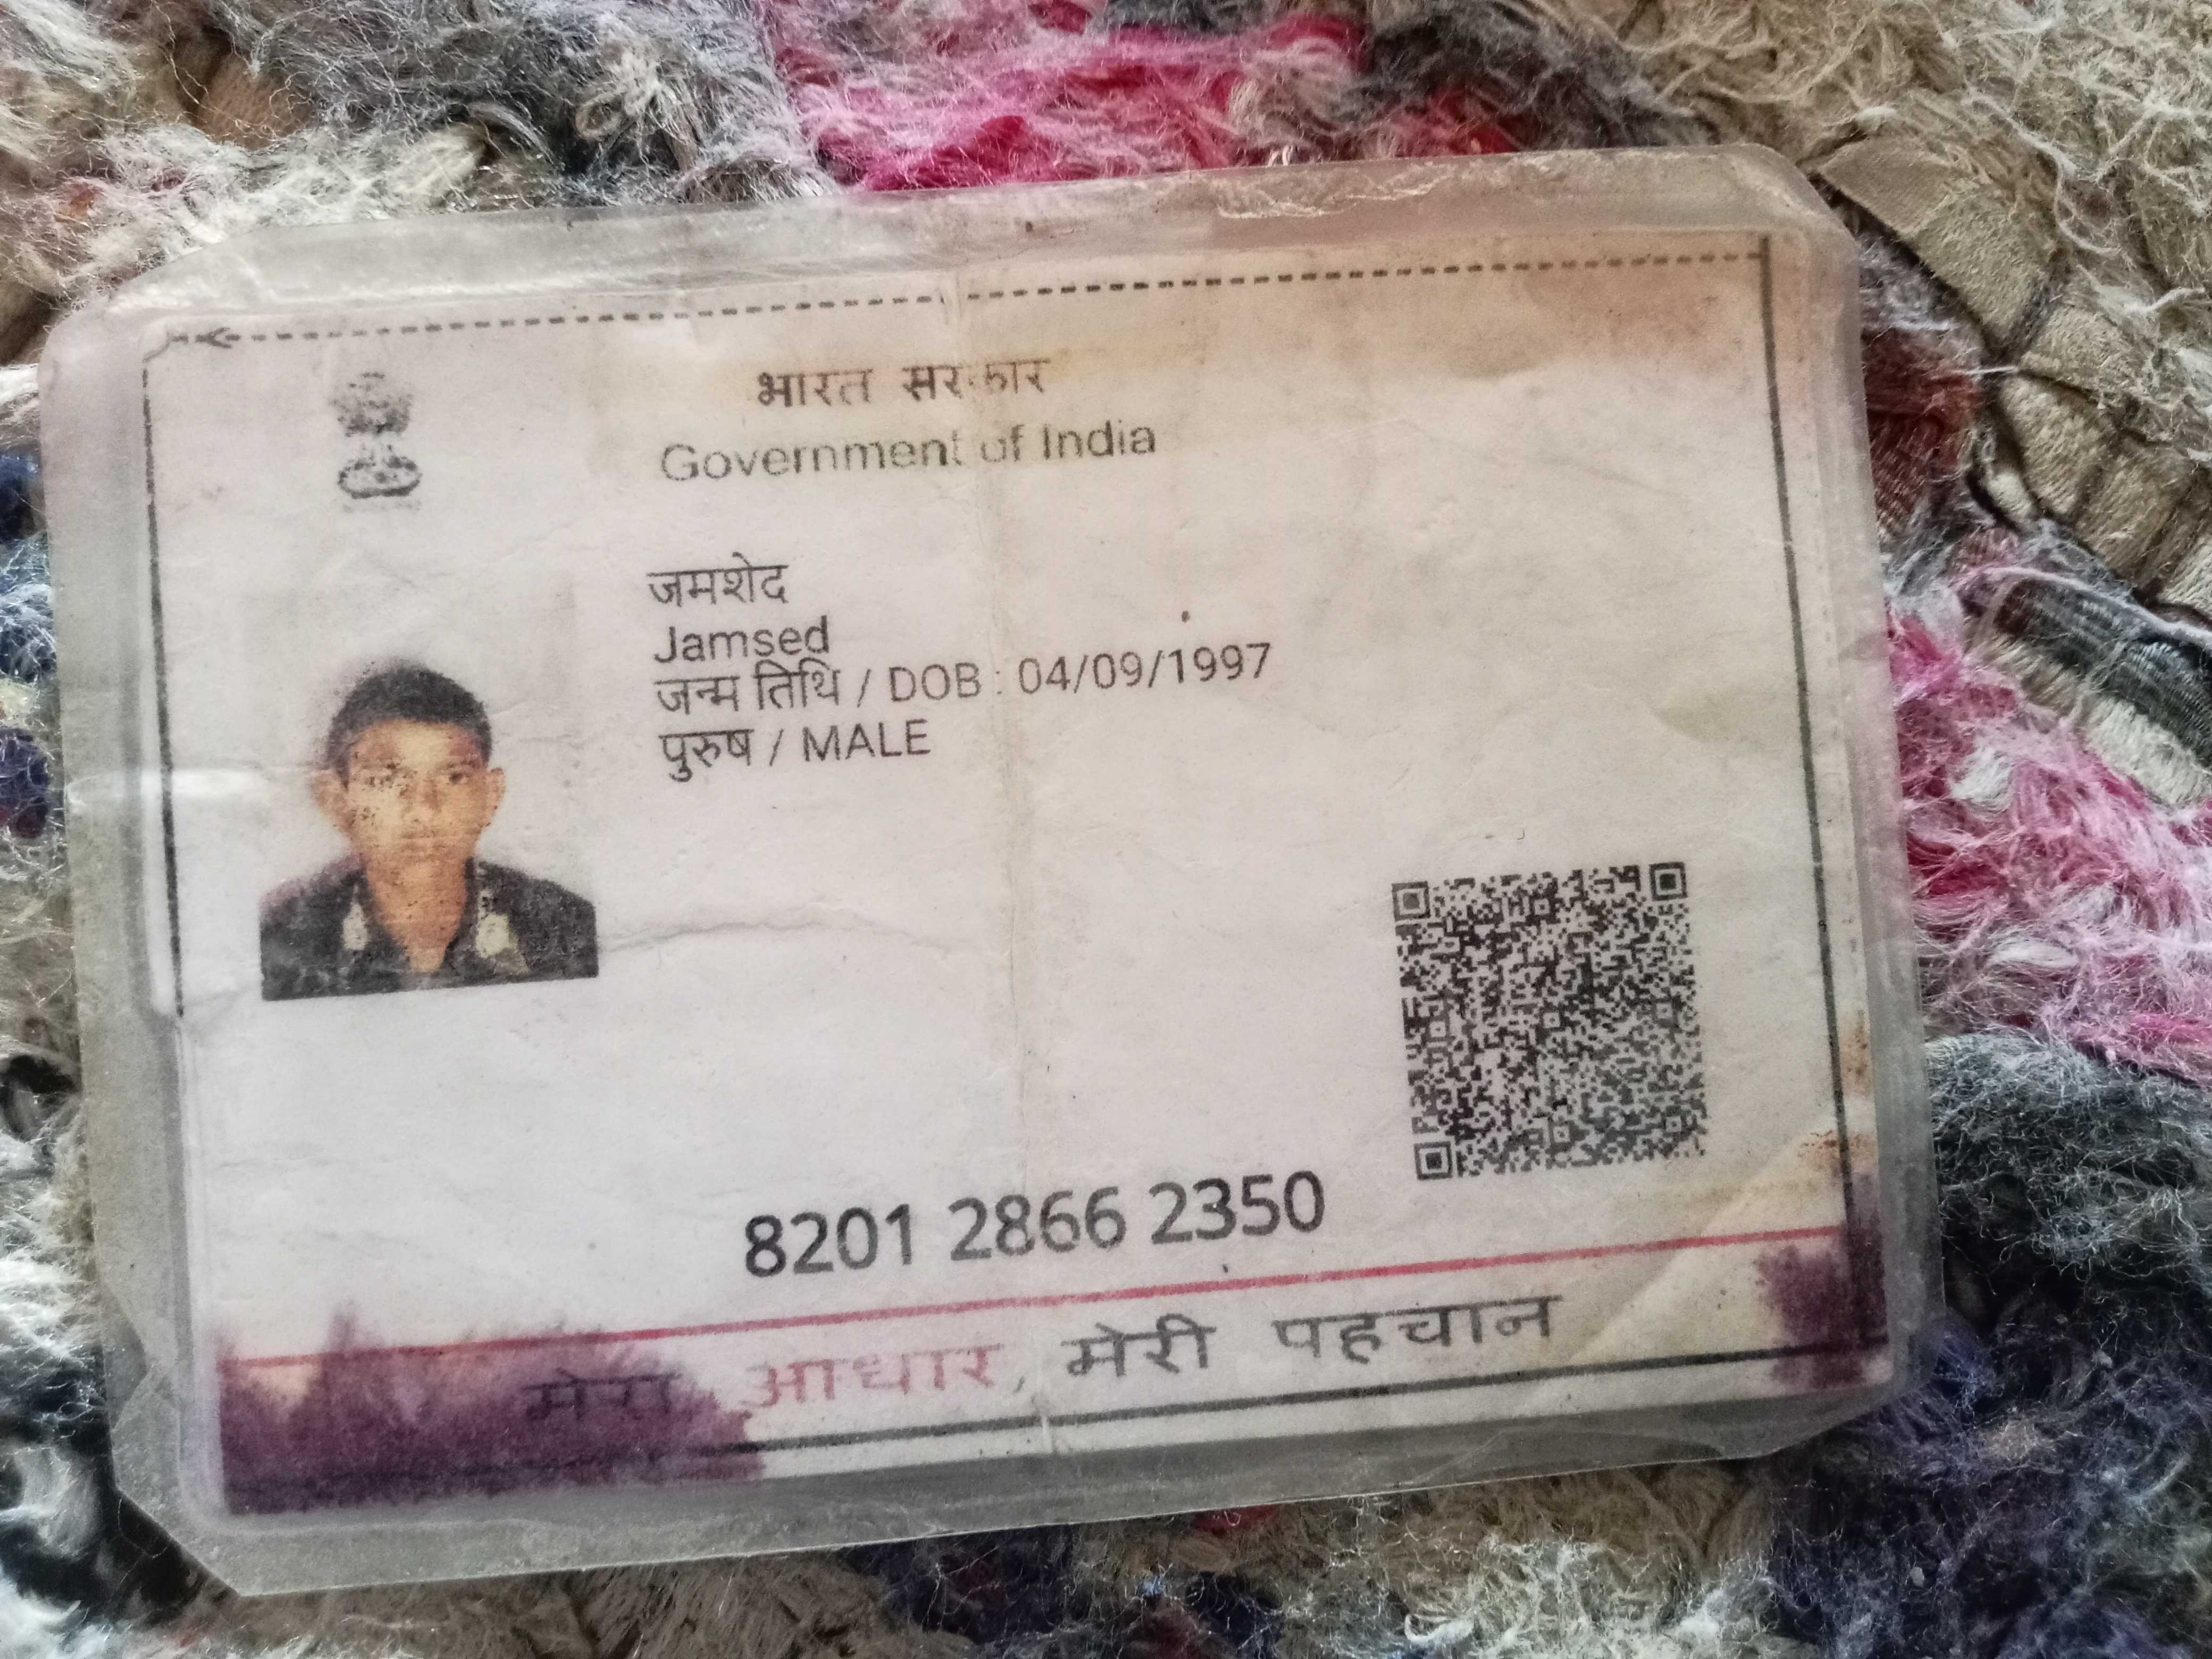 भारत सरकार
Government of India
जमशेद
Jamsed
जन्म तिथि / DOB : 04/09/1997
पुरुष / MALE
8201 2866 2350
मेरा आधार, मेरी पहचान